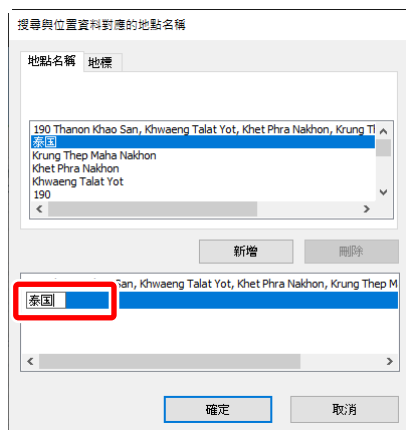 搜尋與位置資料對應的地點名稱
地點名稱 地標
190 Thanon Khao San, Khwaeng Talat Yot, Khet Phra Nakhon, Krung Tl
泰国
Krung Thep Maha Nakhon
Khet Phra Nakhon
Khwaeng Talat Yot
190
新增 刪除
San, Khwaeng Talat Yot, Khet Phra Nakhon, Krung Thep M
泰国
確定 取消